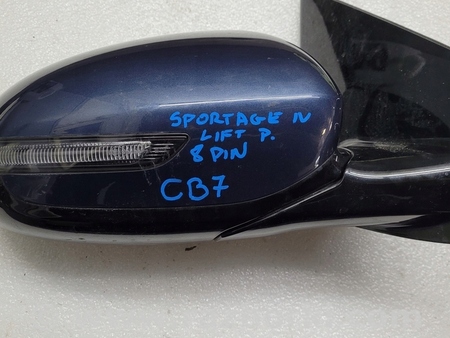 SPORTAGE IV
LIFT P.
8 PIN
CB7